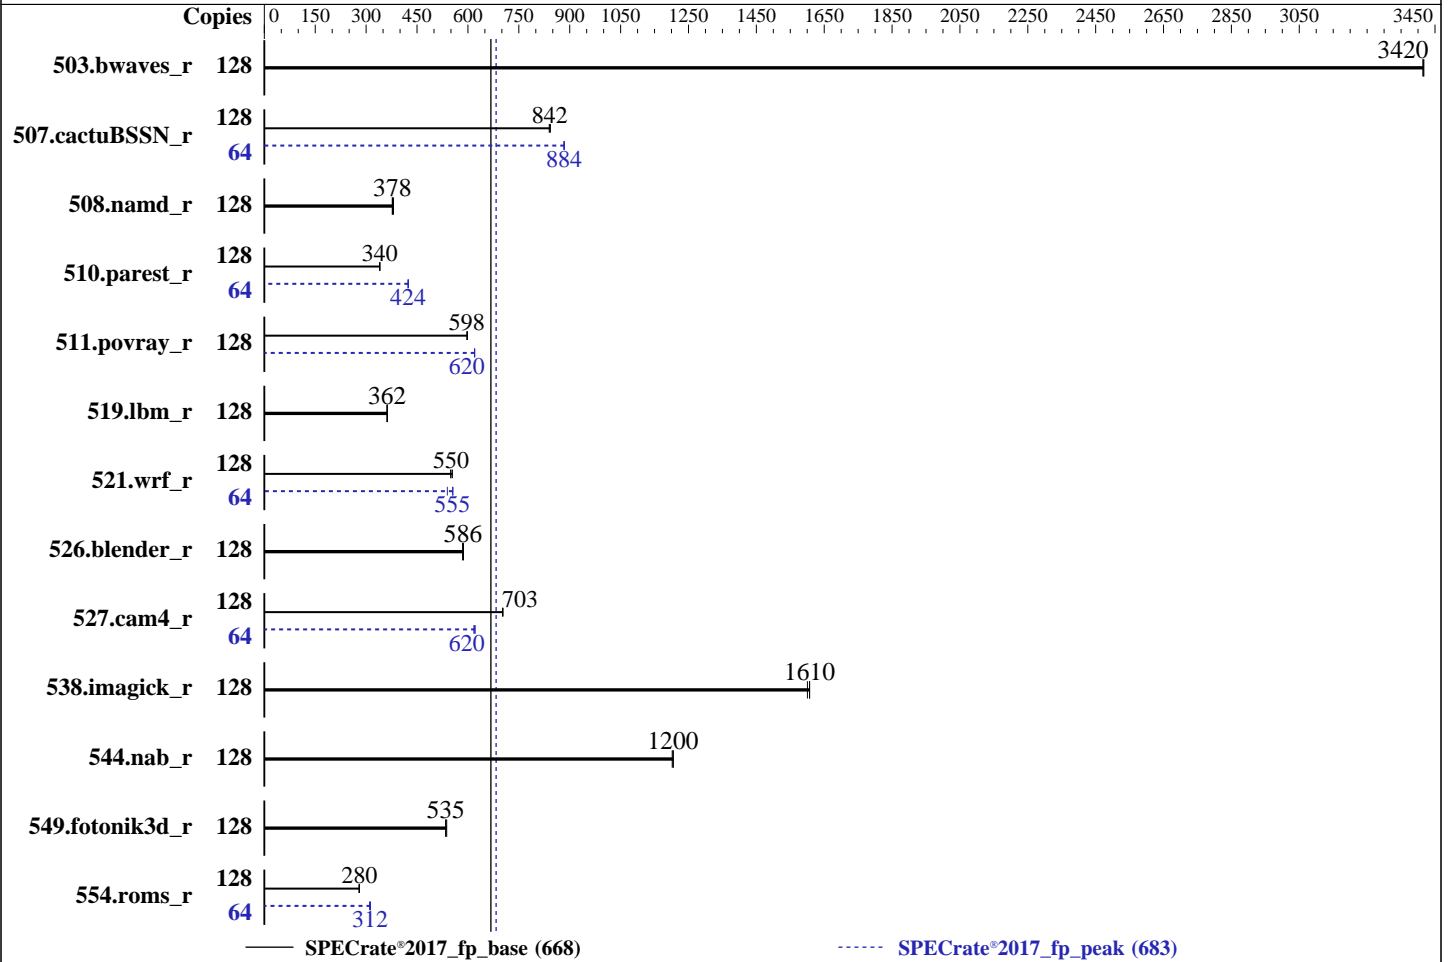 Copies 0 150 300 450 600 750 900 1050 1250 1450 1650 1850 2050 2250 2450 2650 2850 3050 3450
3420
503.bwaves_r 128
842
128
507.cactuBSSN_r
64
884
378
508.namd_r 128
340
128
510.parest_r
64
424
598
511.povray_r 128
620
362
519.lbm_r 128
550
128
521.wrf_r
64
555
586
526.blender_r 128
703
128
527.cam4_r
64
620
1610
538.imagick_r 128
1200
544.nab_r 128
535
549.fotonik3d_r 128
280
128
554.roms_r
64
312
SPECrate®2017_fp_base (668) SPECrate®2017_fp_peak (683)